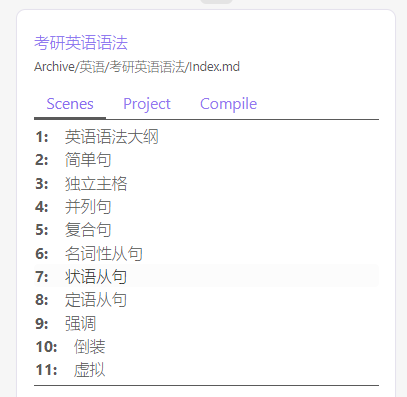 考研英语语法
Archive/英语/考研英语语法/Index.md
Scenes Project Compile
1: 英语语法大纲
2: 简单句
3: 独立主格
4: 并列句
5: 复合句
6: 名词性从句
7: 状语从句
8: 定语从句
9: 强调
10: 倒装
11: 虚拟